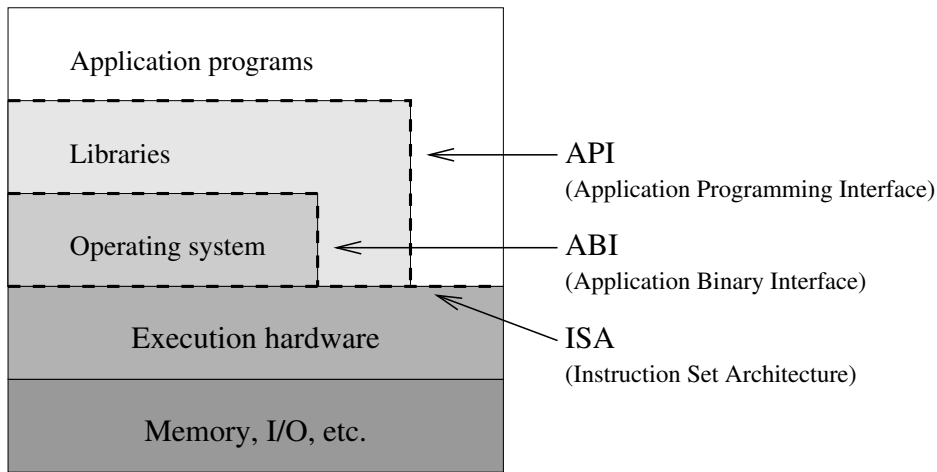 Application programs
Libraries
API
(Application Programming Interface)
Operating system
ABI
(Application Binary Interface)
Execution hardware
ISA
(Instruction Set Architecture)
Memory, I/O, etc.